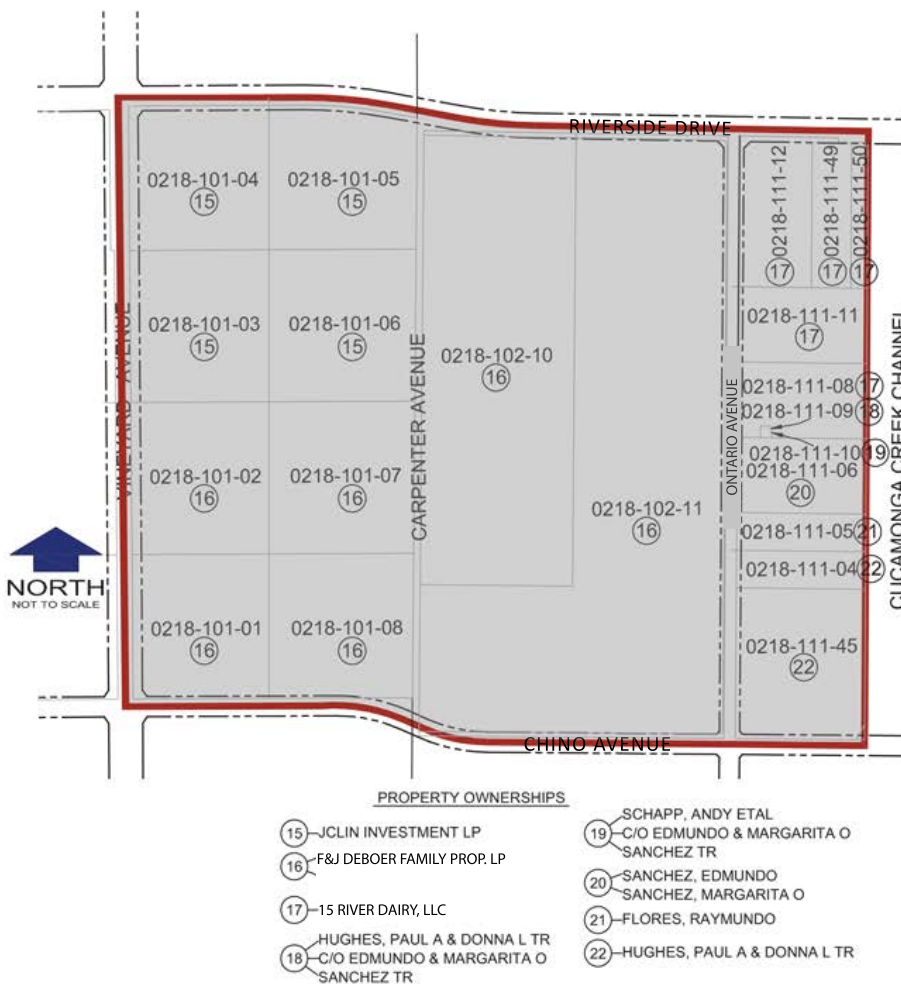 RIVERSIDE DRIVE
0218-101-04
15
0218-101-05
15
0218-111-12
17
0218-111-49
17
0218-111-50
17
0218-101-03
15
0218-101-06
15
0218-111-11
17
VINEYARD AVENUE
CARPENTER AVENUE
0218-102-10
16
ONTARIO AVENUE
0218-111-08 17
0218-111-09 18
0218-111-10 19
0218-111-06
20
CUCAMONGA CREEK CHANNEL
0218-101-02
16
0218-101-07
16
0218-102-11
16
0218-111-05 21
0218-111-04 22
NORTH
NOT TO SCALE
0218-101-01
16
0218-101-08
16
0218-111-45
22
CHINO AVENUE
PROPERTY OWNERSHIPS
15 JCLIN INVESTMENT LP
16 F&J DEBOER FAMILY PROP. LP
17 15 RIVER DAIRY, LLC
18 HUGHES, PAUL A & DONNA L TR
C/O EDMUNDO & MARGARITA O
SANCHEZ TR
19 SCHAPP, ANDY ETAL
C/O EDMUNDO & MARGARITA O
SANCHEZ TR
20 SANCHEZ, EDMUNDO
SANCHEZ, MARGARITA O
21 FLORES, RAYMUNDO
22 HUGHES, PAUL A & DONNA L TR